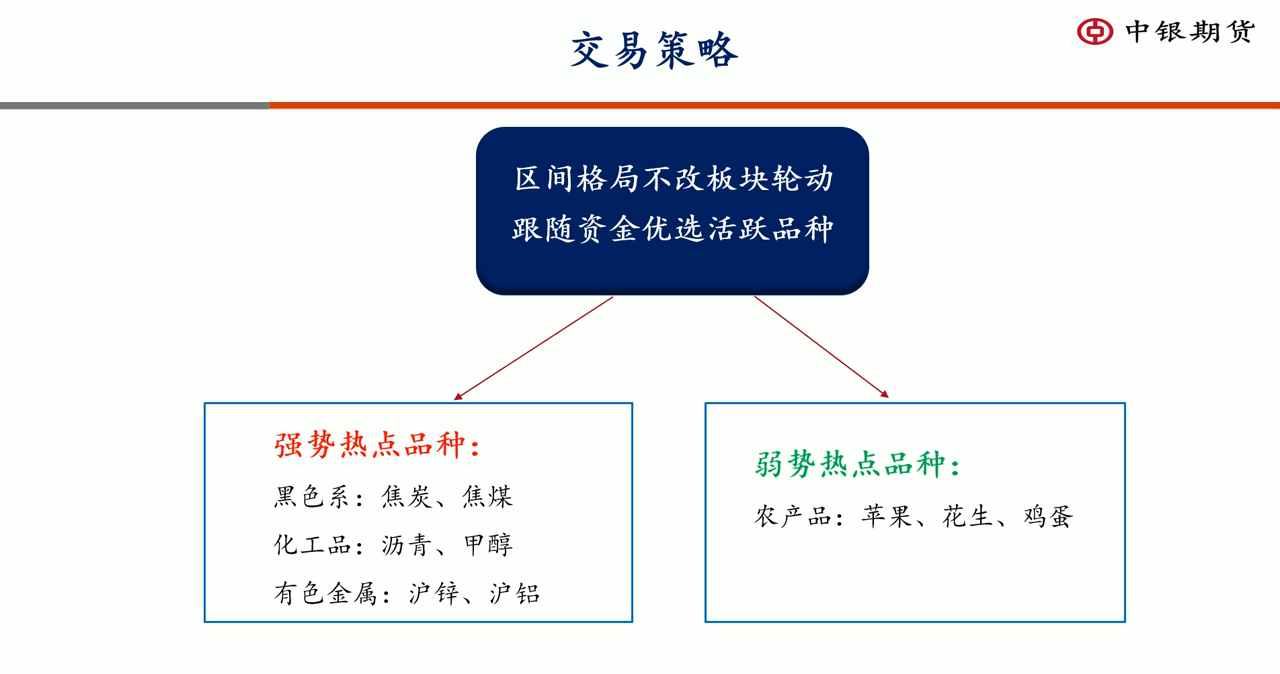 交易策略
中银期货
区间格局不改板块轮动
跟随资金优选活跃品种
强势热点品种：
黑色系：焦炭、焦煤
化工品：沥青、甲醇
有色金属：沪锌、沪铝
弱势热点品种：
农产品：苹果、花生、鸡蛋